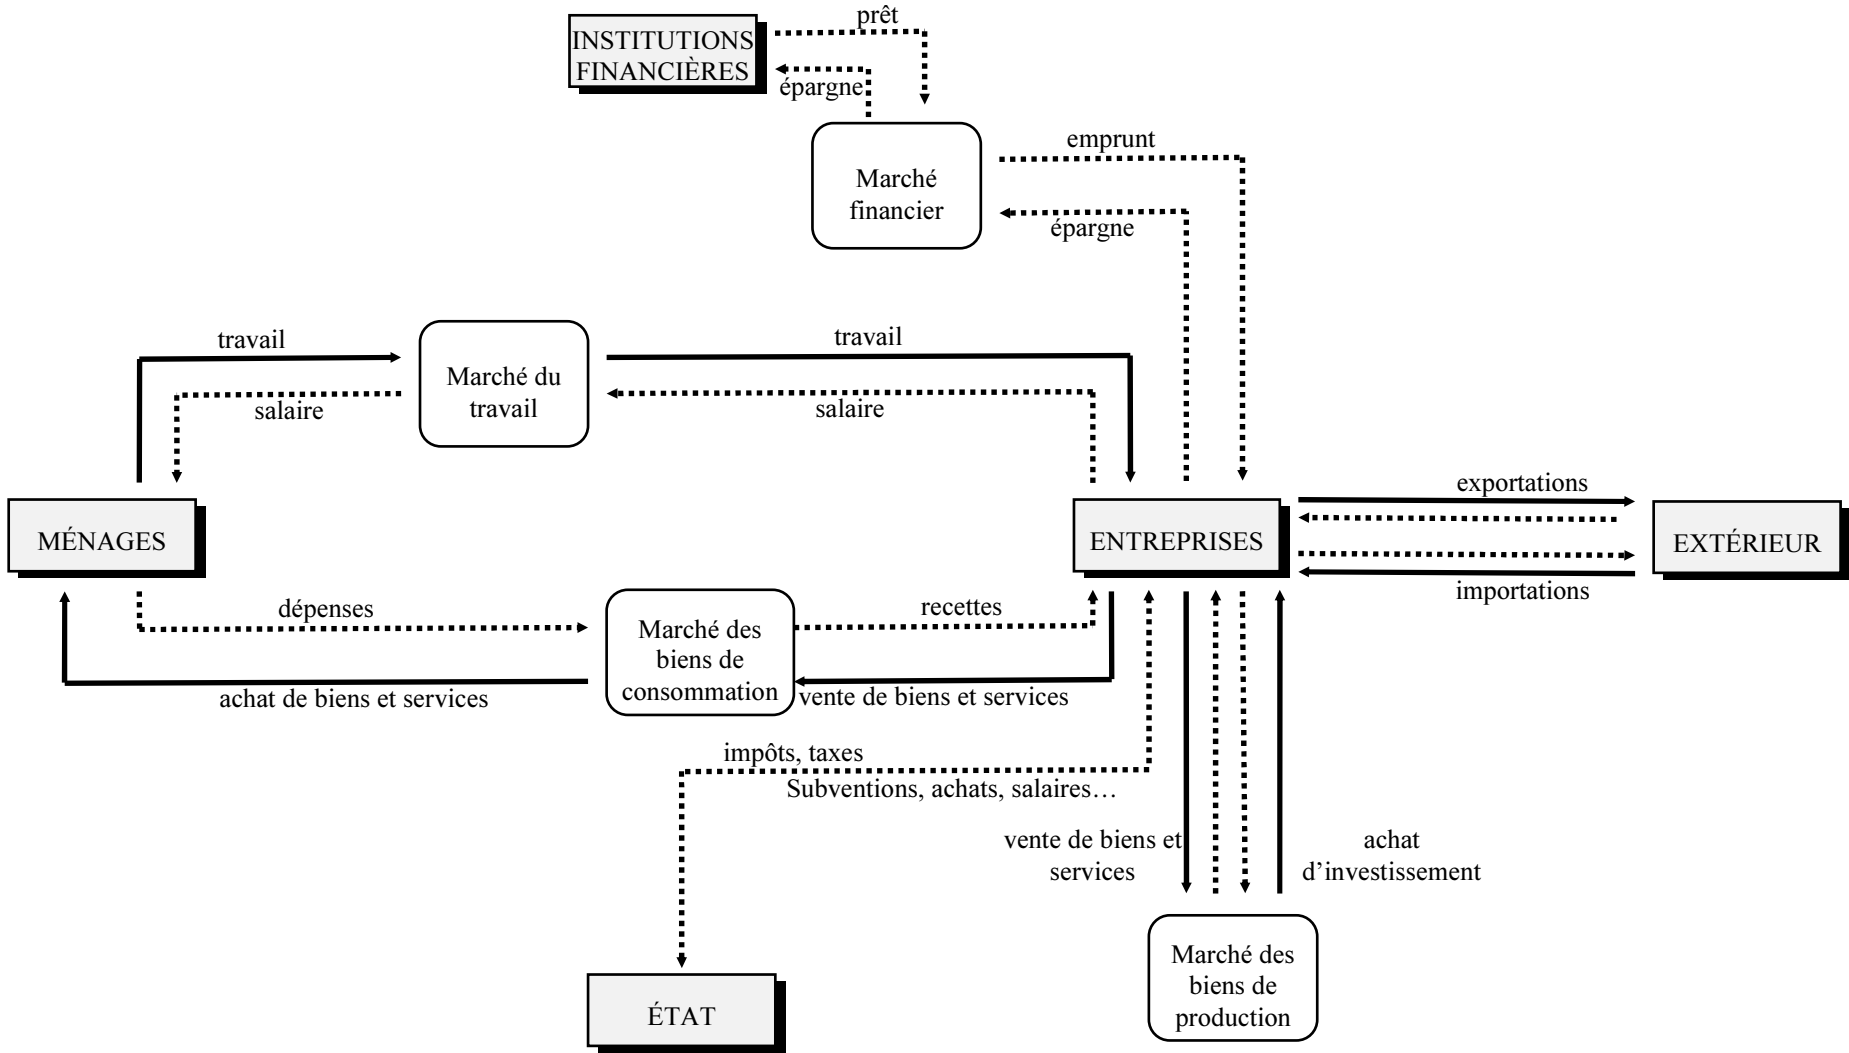 prêt
INSTITUTIONS
FINANCIÈRES
épargne
emprunt
Marché
financier
épargne
travail
travail
Marché du
travail
salaire
salaire
exportations
MÉNAGES
ENTREPRISES
EXTÉRIEUR
importations
dépenses
recettes
Marché des
biens de
consommation
achat de biens et services
vente de biens et services
impôts, taxes
Subventions, achats, salaires…
vente de biens et
services
achat
d’investissement
Marché des
biens de
production
ÉTAT